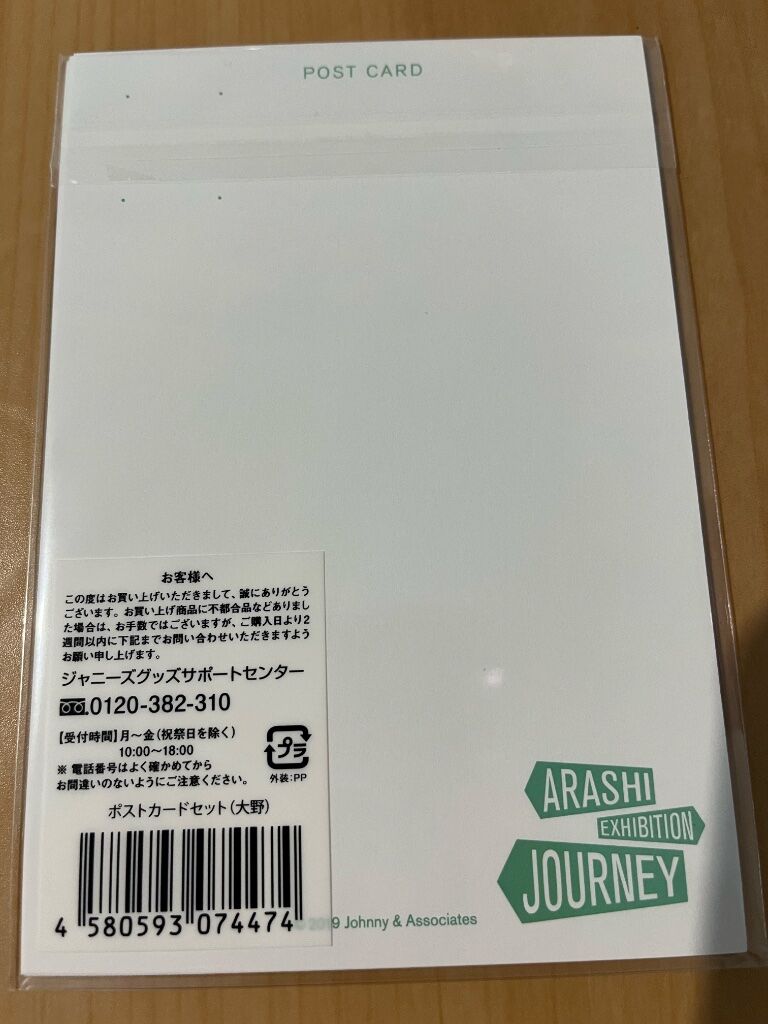 POST CARD
お客様へ
この度はお買い上げいただきまして、誠にありがとう
ございます。お買い上げ商品に不都合品などありまし
た場合は、お手数ではございますが、ご購入日より2
週間以内に下記までお問い合わせいただきますよう
お願い申し上げます。
ジャニーズグッズサポートセンター
0120-382-310
【受付時間】月～金(祝祭日を除く)
10:00～18:00
※ 電話番号はよく確かめてから
お間違いのないようにご注意ください。
プラ
外装:PP
ポストカードセット(大野)
4 580593 074474
© 2019 Johnny & Associates
ARASHI
EXHIBITION
JOURNEY